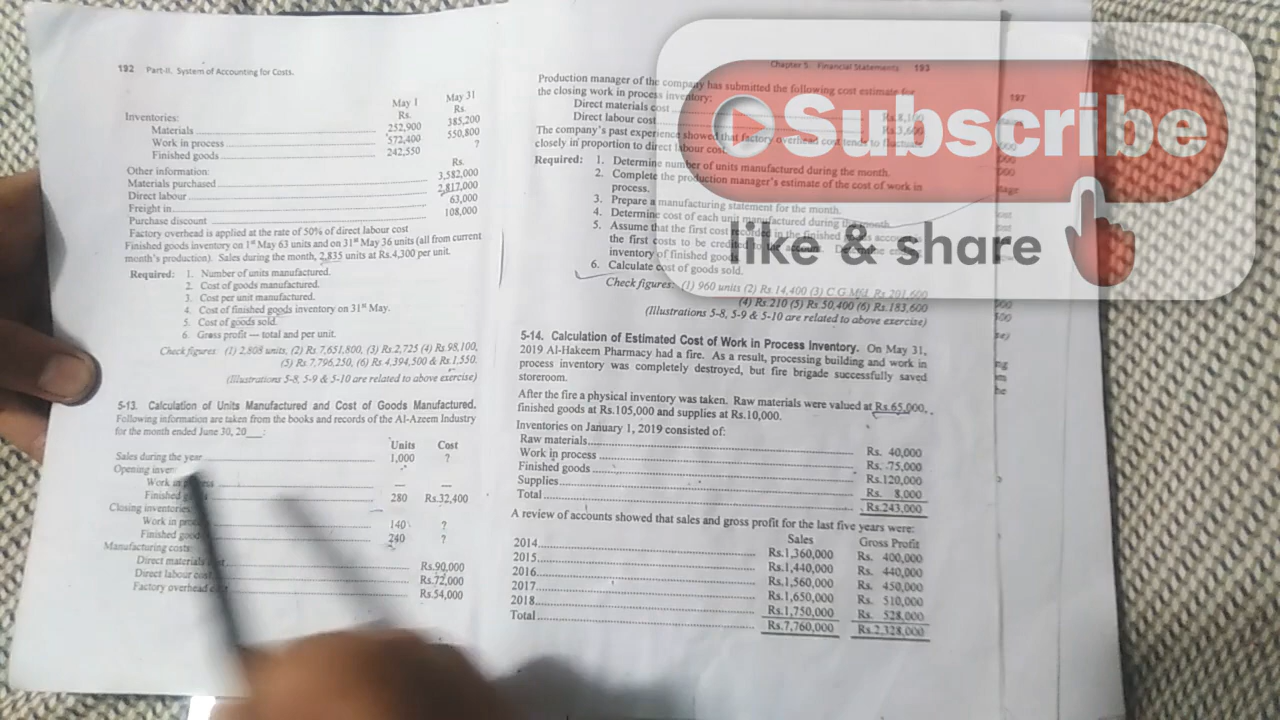 192 Part-II. System of Accounting for Costs.
May 1 May 31
Inventories: Rs. Rs.
Materials 252,900 385,200
Work in process 572,400 550,800
Finished goods 242,550 ?
Other information: Rs.
Materials purchased 3,582,000
Direct labour 2,817,000
Freight in 63,000
Purchase discount 108,000
Factory overhead is applied at the rate of 50% of direct labour cost
Finished goods inventory on 1st May 63 units and on 31st May 36 units (all from current
month's production). Sales during the month, 2,835 units at Rs.4,300 per unit.
Required: 1. Number of units manufactured.
2. Cost of goods manufactured.
3. Cost per unit manufactured.
4. Cost of finished goods inventory on 31st May.
5. Cost of goods sold.
6. Gross profit — total and per unit.
Check figures: (1) 2,808 units, (2) Rs.7,651,800, (3) Rs.2,725 (4) Rs.98,100,
(5) Rs.7,796,250, (6) Rs.4,394,500 & Rs.1,550.
(Illustrations 5-8, 5-9 & 5-10 are related to above exercise)
5-13. Calculation of Units Manufactured and Cost of Goods Manufactured.
Following information are taken from the books and records of the Al-Azeem Industry
for the month ended June 30, 20___:
Units Cost
Sales during the year 1,000 ?
Opening
Work in — —
Finished 280 Rs.32,400
Closing inventories
Work in 140 ?
Finished 240 ?
Manufacturing costs:
Direct materials Rs.90,000
Direct labour cost Rs.72,000
Factory overhead Rs.54,000
Chapter 5. Financial Statements 193
Production manager of the company has submitted the following cost estimate for
the closing work in process inventory:
Direct materials cost
Direct labour cost
The company's past experience showed that factory overhead cost tends to fluctuate
closely in proportion to direct labour cost.
Required: 1. Determine number of units manufactured during the month.
2. Complete the production manager's estimate of the cost of work in
process.
3. Prepare a manufacturing statement for the month.
4. Determine cost of each unit manufactured during the month.
5. Assume that the first cost recorded in the finished
the first costs to be credited
inventory of finished
6. Calculate cost of goods sold.
Check figures: (1) 960 units (2) Rs.14,400 (3) C.G Mfd. Rs.201,600
(4) Rs.210 (5) Rs.50,400 (6) Rs.183,600
(Illustrations 5-8, 5-9 & 5-10 are related to above exercise)
5-14. Calculation of Estimated Cost of Work in Process Inventory. On May 31,
2019 Al-Hakeem Pharmacy had a fire. As a result, processing building and work in
process inventory was completely destroyed, but fire brigade successfully saved
storeroom.
After the fire a physical inventory was taken. Raw materials were valued at Rs.65,000,
finished goods at Rs.105,000 and supplies at Rs.10,000.
Inventories on January 1, 2019 consisted of:
Raw materials Rs. 40,000
Work in process Rs. 75,000
Finished goods Rs.120,000
Supplies Rs. 8,000
Total Rs.243,000
A review of accounts showed that sales and gross profit for the last five years were:
Sales Gross Profit
2014 Rs.1,360,000 Rs. 400,000
2015 Rs.1,440,000 Rs. 440,000
2016 Rs.1,560,000 Rs. 450,000
2017 Rs.1,650,000 Rs. 510,000
2018 Rs.1,750,000 Rs. 528,000
Total Rs.7,760,000 Rs.2,328,000
197
Subscribe
like & share